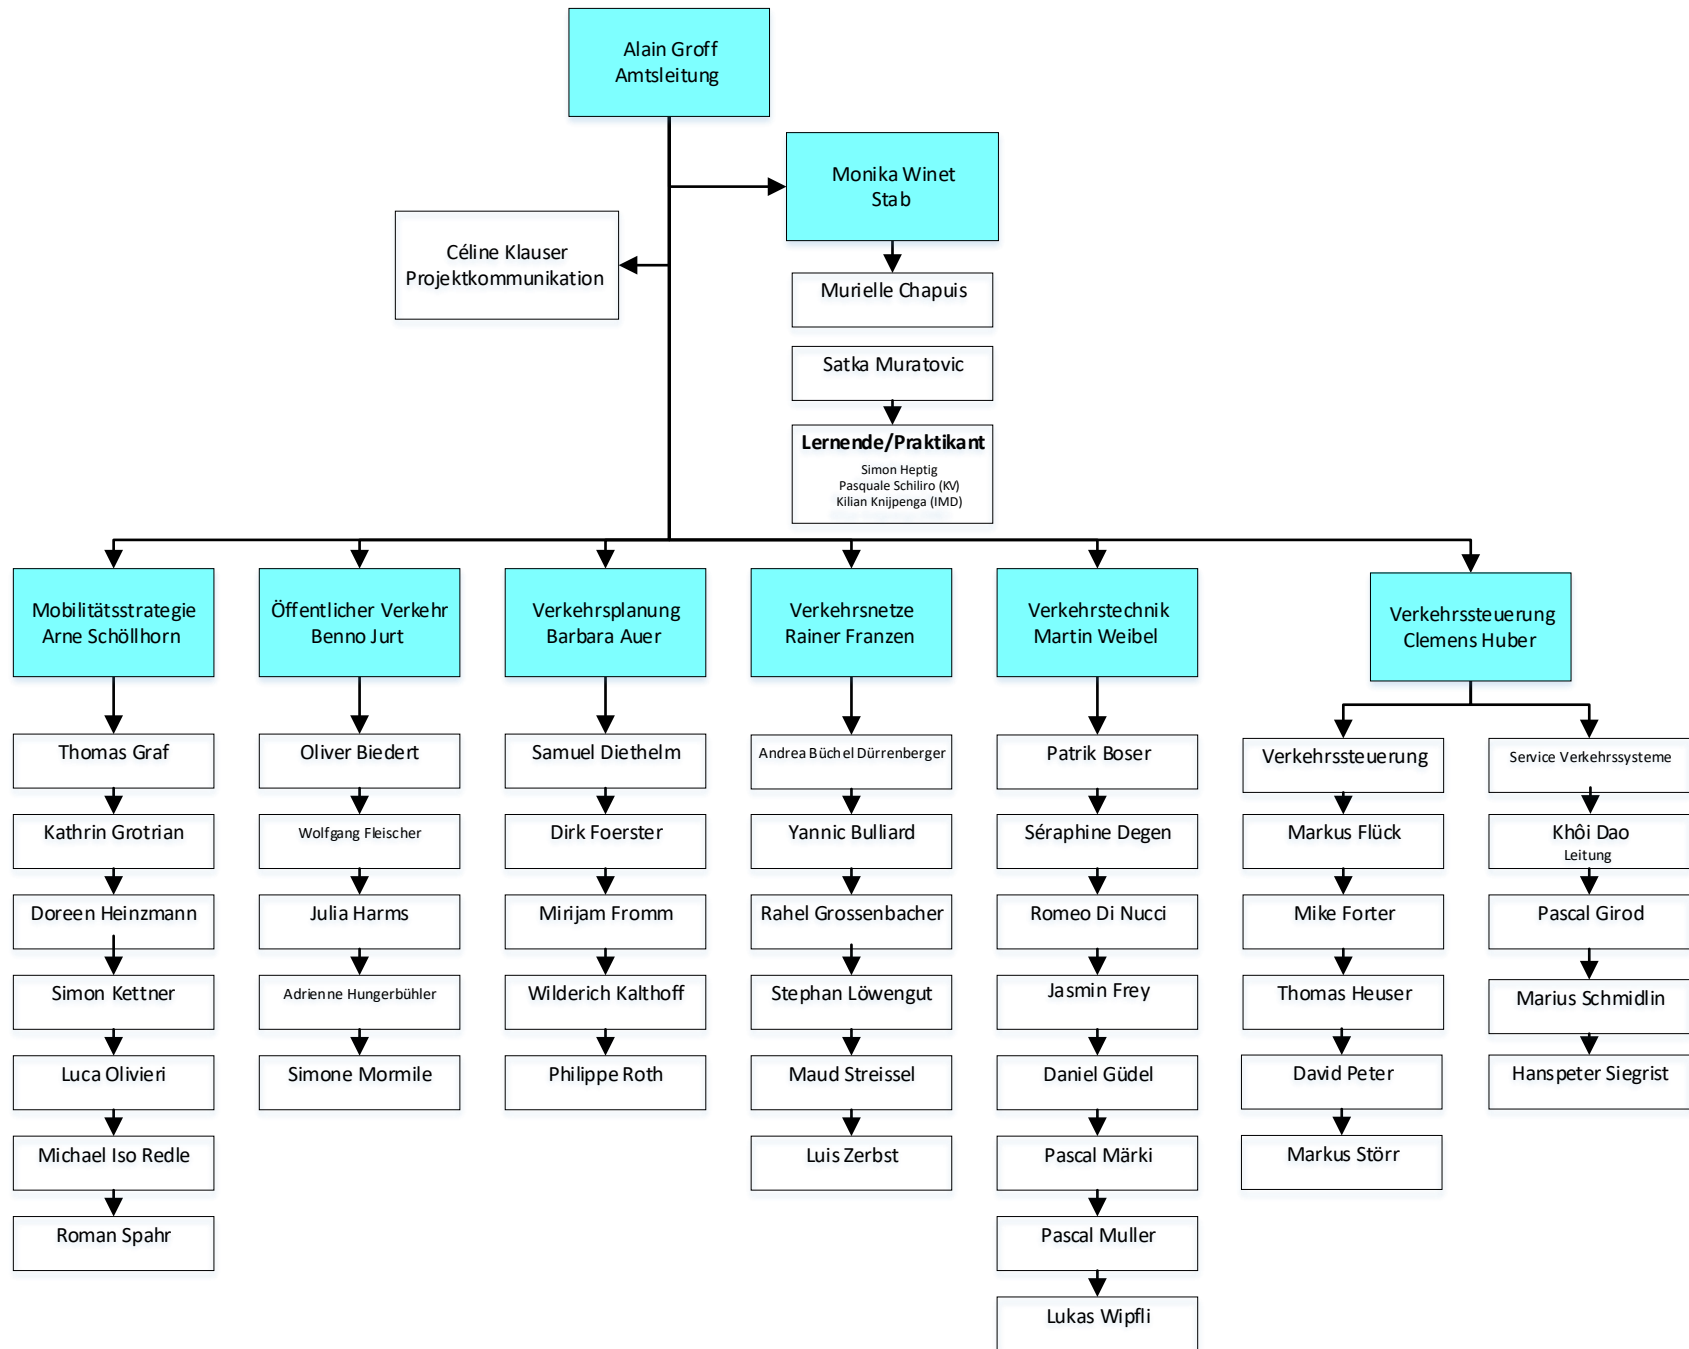 Alain Groff
Amtsleitung
Monika Winet
Stab
Céline Klauser
Projektkommunikation
Murielle Chapuis
Satka Muratovic
Lernende/Praktikant
Simon Heptig
Pasquale Schiliro (KV)
Kilian Knijpenga (IMD)
Mobilitätsstrategie
Arne Schöllhorn
Thomas Graf
Kathrin Grotrian
Doreen Heinzmann
Simon Kettner
Luca Olivieri
Michael Iso Redle
Roman Spahr
Öffentlicher Verkehr
Benno Jurt
Oliver Biedert
Wolfgang Fleischer
Julia Harms
Adrienne Hungerbühler
Simone Mormile
Verkehrsplanung
Barbara Auer
Samuel Diethelm
Dirk Foerster
Mirijam Fromm
Wilderich Kalthoff
Philippe Roth
Verkehrsnetze
Rainer Franzen
Andrea Büchel Dürrenberger
Yannic Bulliard
Rahel Grossenbacher
Stephan Löwengut
Maud Streissel
Luis Zerbst
Verkehrstechnik
Martin Weibel
Patrik Boser
Séraphine Degen
Romeo Di Nucci
Jasmin Frey
Daniel Güdel
Pascal Märki
Pascal Muller
Lukas Wipfli
Verkehrssteuerung
Clemens Huber
Verkehrssteuerung
Markus Flück
Mike Forter
Thomas Heuser
David Peter
Markus Störr
Service Verkehrssysteme
Khôi Dao
Leitung
Pascal Girod
Marius Schmidlin
Hanspeter Siegrist